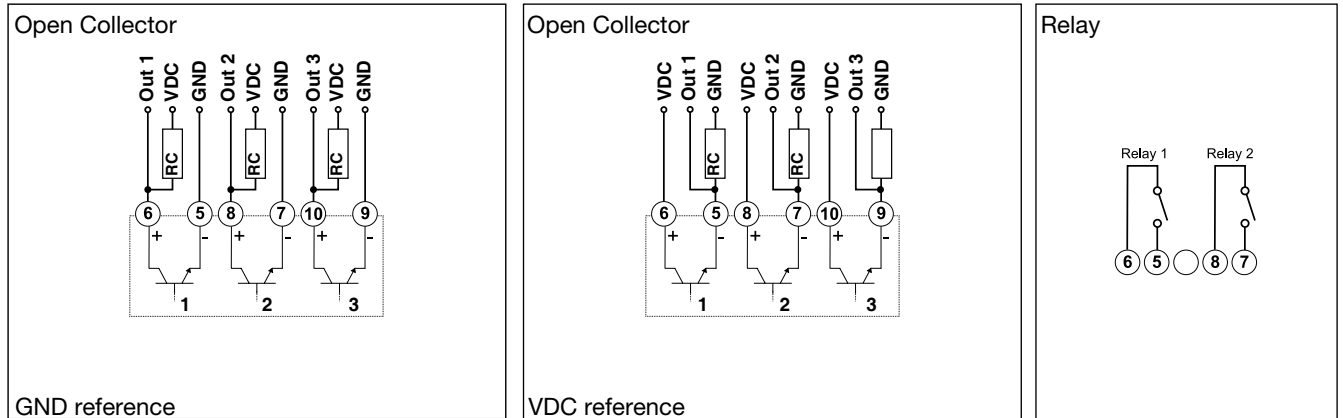 Open Collector
Out 1 VDC GND Out 2 VDC GND Out 3 VDC GND
RC RC RC
6 5 8 7 10 9
+ - + - + -
1 2 3
GND reference
Open Collector
VDC Out 1 GND VDC Out 2 GND VDC Out 3 GND
RC RC
6 5 8 7 10 9
+ - + - + -
1 2 3
VDC reference
Relay
Relay 1 Relay 2
6 5 8 7